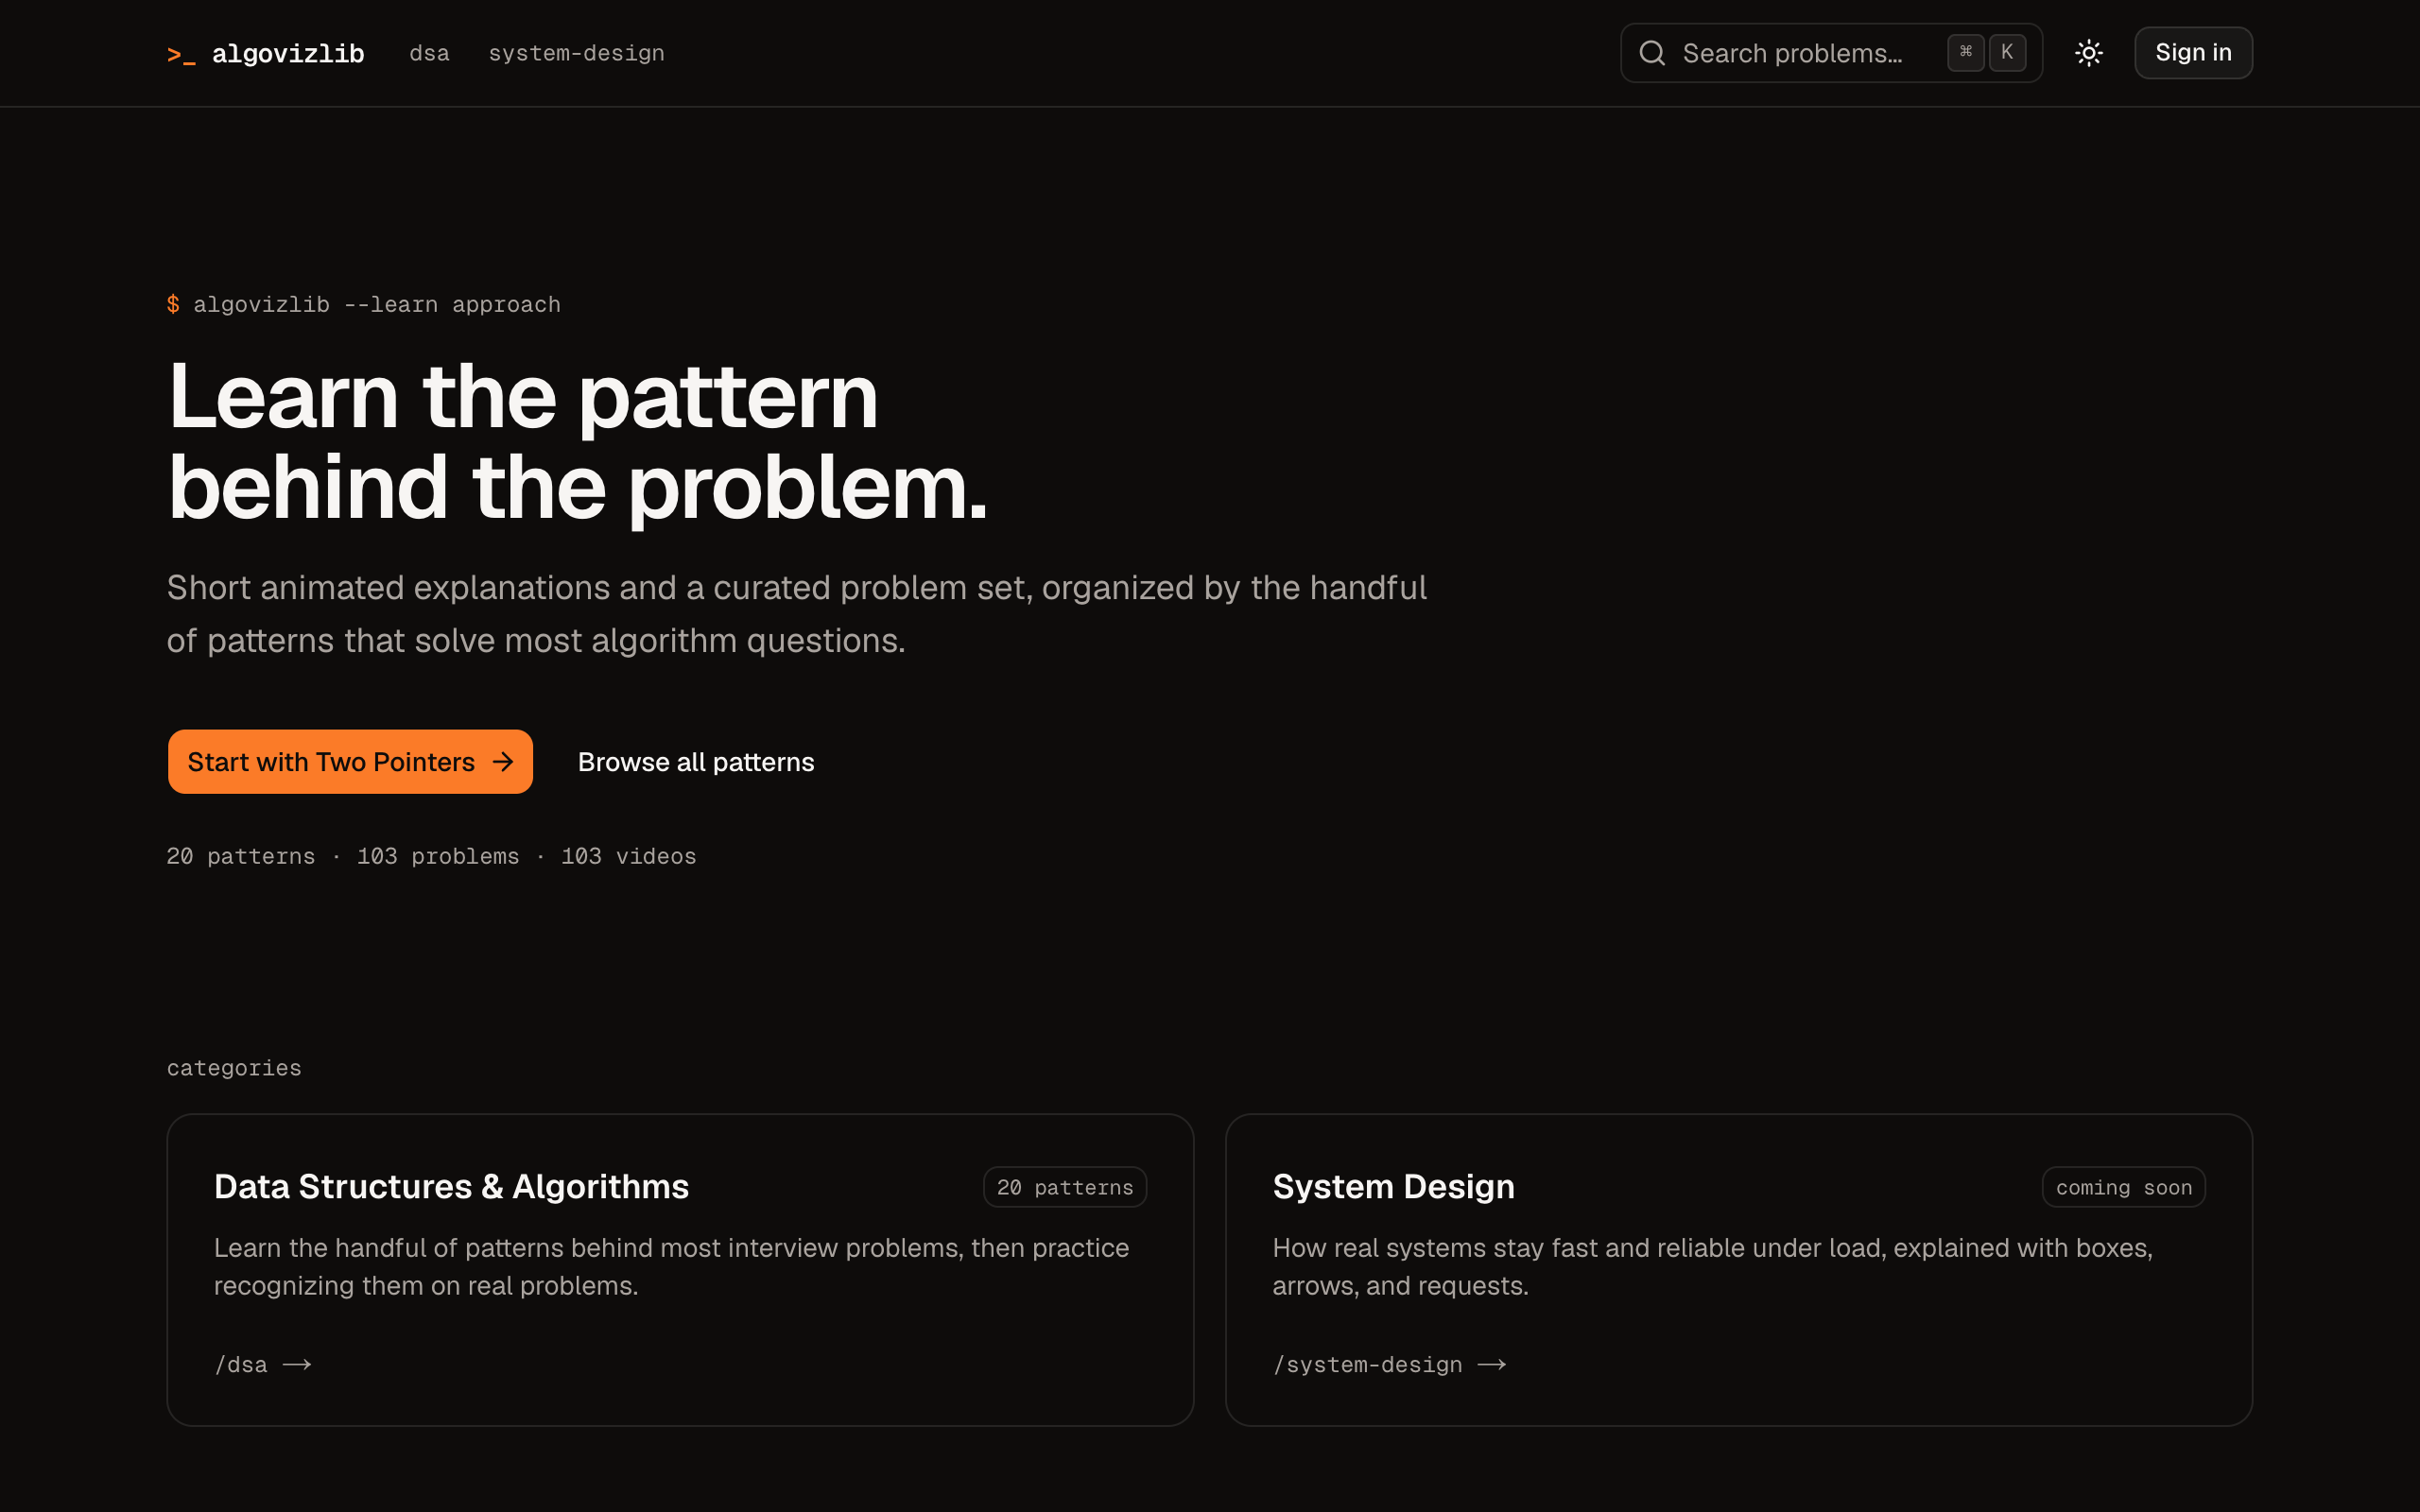 >_ algovizlib dsa system-design Search problems... ⌘ K Sign in
$ algovizlib --learn approach
Learn the pattern
behind the problem.
Short animated explanations and a curated problem set, organized by the handful
of patterns that solve most algorithm questions.
Start with Two Pointers → Browse all patterns
20 patterns · 103 problems · 103 videos
categories
Data Structures & Algorithms 20 patterns
Learn the handful of patterns behind most interview problems, then practice
recognizing them on real problems.
/dsa →
System Design coming soon
How real systems stay fast and reliable under load, explained with boxes,
arrows, and requests.
/system-design →